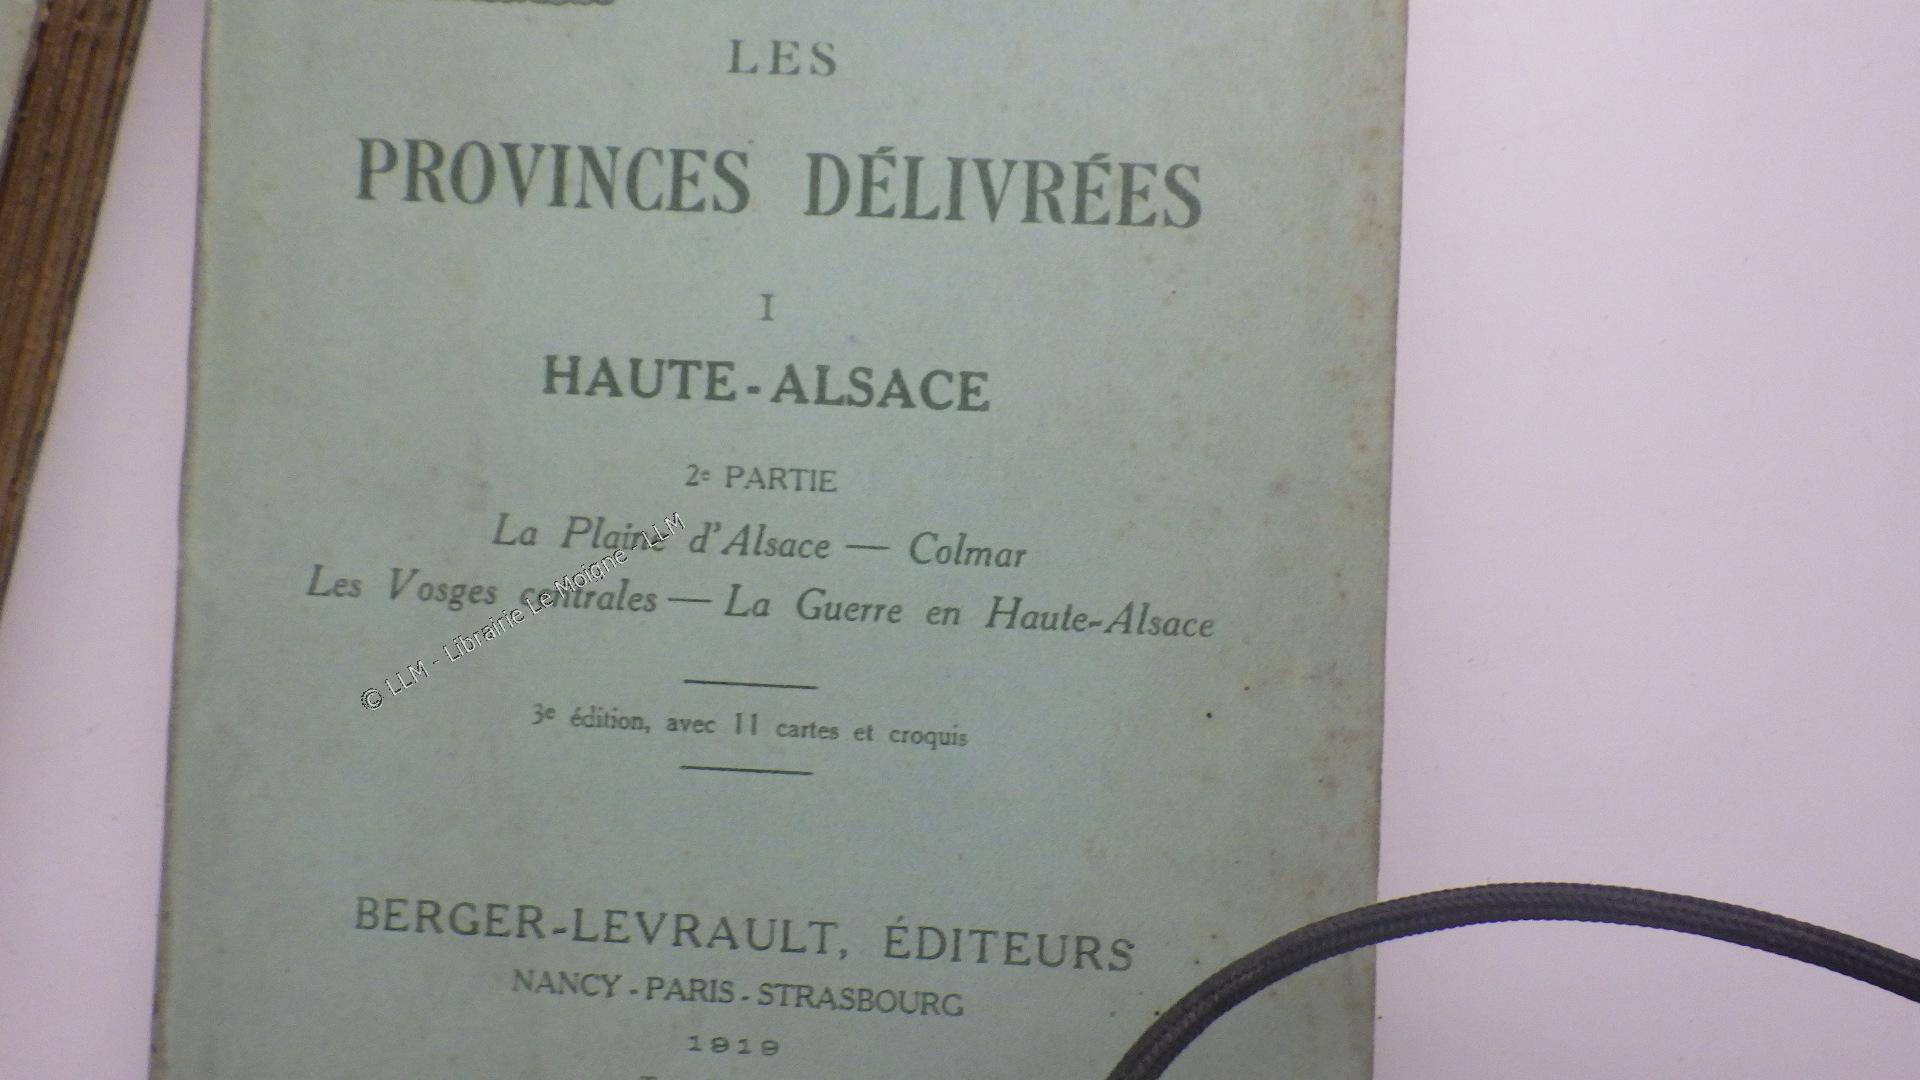 LES
PROVINCES DÉLIVRÉES
I
HAUTE-ALSACE
2e PARTIE
La Plaine d'Alsace — Colmar
Les Vosges centrales — La Guerre en Haute-Alsace
© LLM - Librairie Le Moigne - LLM
3e édition, avec 11 cartes et croquis
BERGER-LEVRAULT, ÉDITEURS
NANCY - PARIS - STRASBOURG
1919